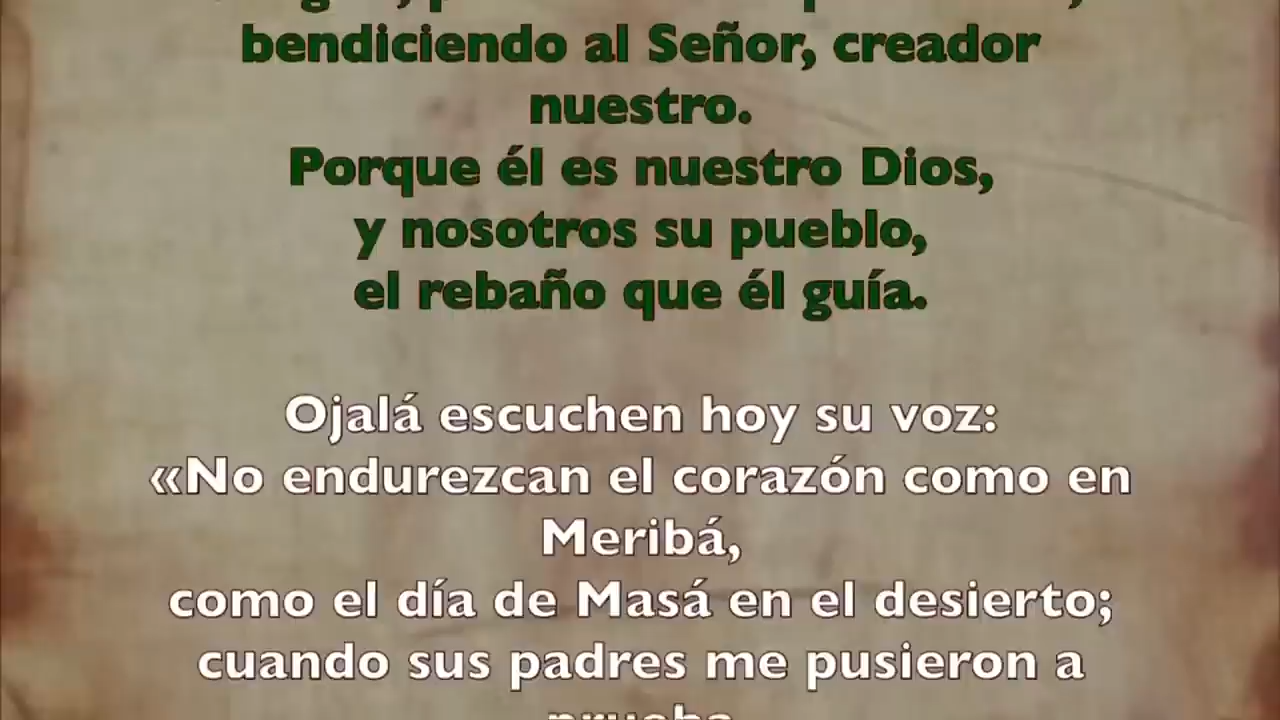 bendiciendo al Señor, creador
nuestro.
Porque él es nuestro Dios,
y nosotros su pueblo,
el rebaño que él guía.
Ojalá escuchen hoy su voz:
«No endurezcan el corazón como en
Meribá,
como el día de Masá en el desierto;
cuando sus padres me pusieron a
prueba